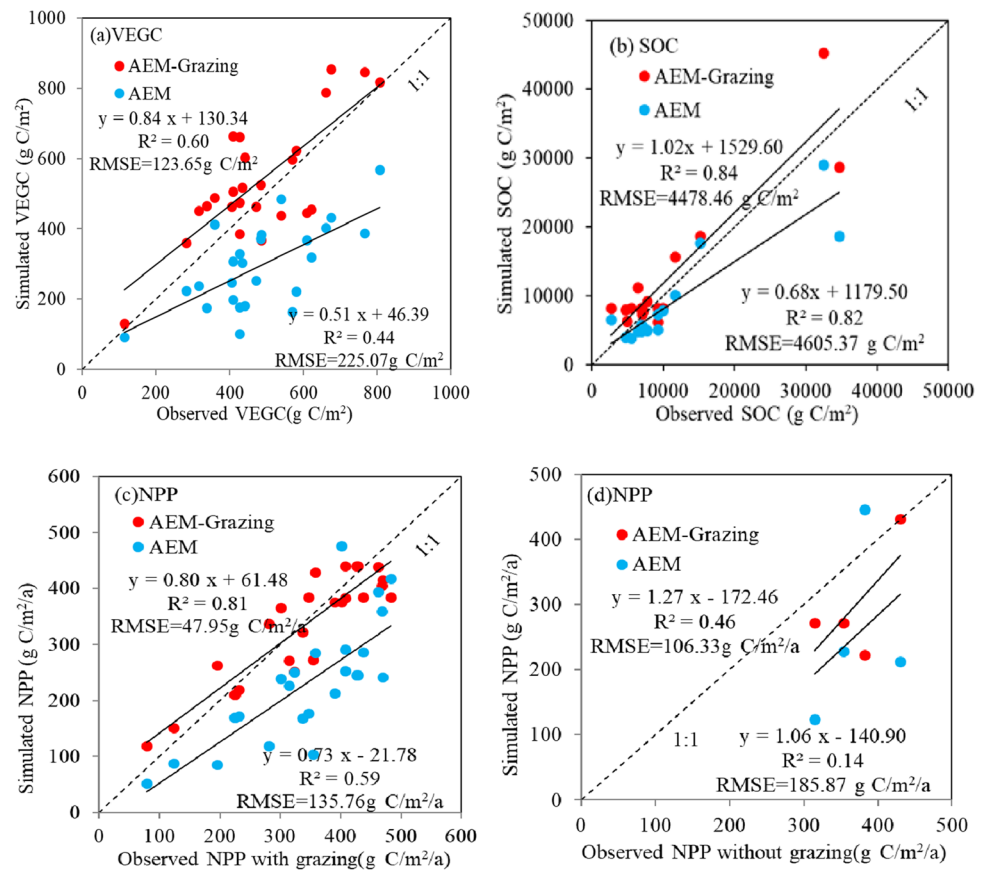 (a)VEGC
AEM-Grazing
AEM
y = 0.84 x + 130.34
R² = 0.60
RMSE=123.65g C/m²
1:1
y = 0.51 x + 46.39
R² = 0.44
RMSE=225.07g C/m²
1000
800
600
400
200
0
0 200 400 600 800 1000
Simulated VEGC (g C/m²)
Observed VEGC(g C/m²)
(b) SOC
AEM-Grazing
AEM
y = 1.02x + 1529.60
R² = 0.84
RMSE=4478.46 g C/m²
1:1
y = 0.68x + 1179.50
R² = 0.82
RMSE=4605.37 g C/m²
50000
40000
30000
20000
10000
0
0 10000 20000 30000 40000 50000
Simulated SOC (g C/m²)
Observed SOC (g C/m²)
(c)NPP
AEM-Grazing
AEM
y = 0.80 x + 61.48
R² = 0.81
RMSE=47.95g C/m²/a
1:1
y = 0.73 x - 21.78
R² = 0.59
RMSE=135.76g C/m²/a
600
500
400
300
200
100
0
0 100 200 300 400 500 600
Simulated NPP (g C/m²/a)
Observed NPP with grazing(g C/m²/a)
(d)NPP
AEM-Grazing
AEM
y = 1.27 x - 172.46
R² = 0.46
RMSE=106.33g C/m²/a
1:1
y = 1.06 x - 140.90
R² = 0.14
RMSE=185.87 g C/m²/a
500
400
300
200
100
0
0 100 200 300 400 500
Simulated NPP (g C/m²/a)
Observed NPP without grazing(g C/m²/a)